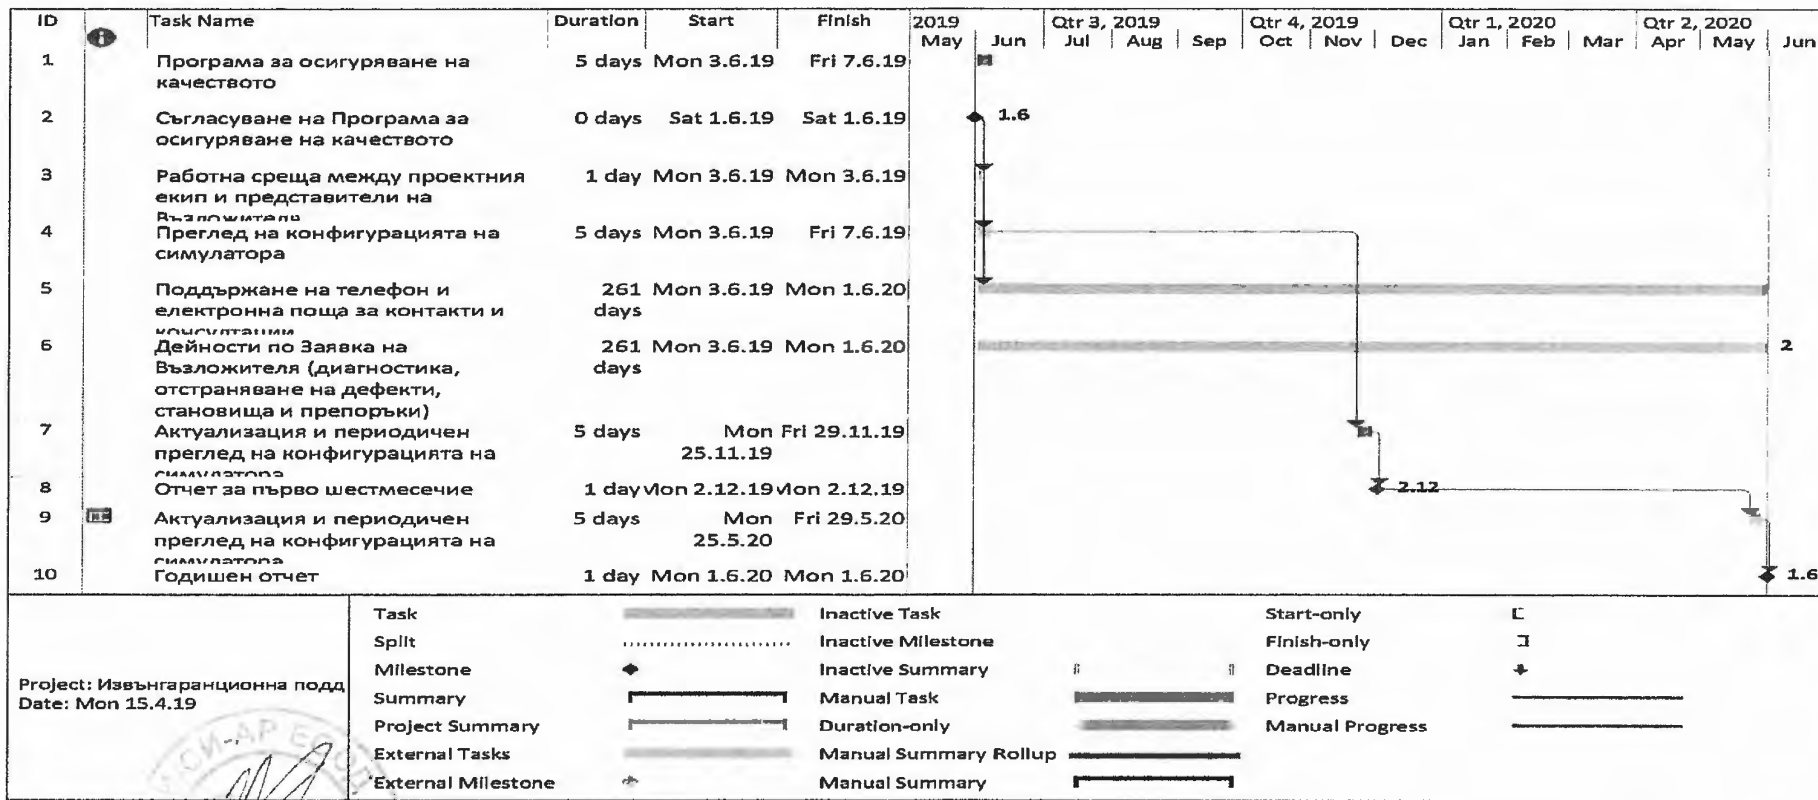 ID Task Name Duration Start Finish 2019 Qtr 3, 2019 Qtr 4, 2019 Qtr 1, 2020 Qtr 2, 2020
May Jun Jul Aug Sep Oct Nov Dec Jan Feb Mar Apr May Jun
1 Програма за осигуряване на 5 days Mon 3.6.19 Fri 7.6.19
качеството
2 Съгласуване на Програма за 0 days Sat 1.6.19 Sat 1.6.19 1.6
осигуряване на качеството
3 Работна среща между проектния 1 day Mon 3.6.19 Mon 3.6.19
екип и представители на
Възложителя
4 Преглед на конфигурацията на 5 days Mon 3.6.19 Fri 7.6.19
симулатора
5 Поддържане на телефон и 261 Mon 3.6.19 Mon 1.6.20
електронна поща за контакти и days
консултации
6 Дейности по Заявка на 261 Mon 3.6.19 Mon 1.6.20 2
Възложителя (диагностика, days
отстраняване на дефекти,
становища и препоръки)
7 Актуализация и периодичен 5 days Mon Fri 29.11.19
преглед на конфигурацията на 25.11.19
симулатора
8 Отчет за първо шестмесечие 1 day Mon 2.12.19 Mon 2.12.19 2.12
9 Актуализация и периодичен 5 days Mon Fri 29.5.20
преглед на конфигурацията на 25.5.20
симулатора
10 Годишен отчет 1 day Mon 1.6.20 Mon 1.6.20 1.6
Project: Извънгаранционна подд
Date: Mon 15.4.19
Task Inactive Task Start-only
Split Inactive Milestone Finish-only
Milestone Inactive Summary Deadline
Summary Manual Task Progress
Project Summary Duration-only Manual Progress
External Tasks Manual Summary Rollup
External Milestone Manual Summary